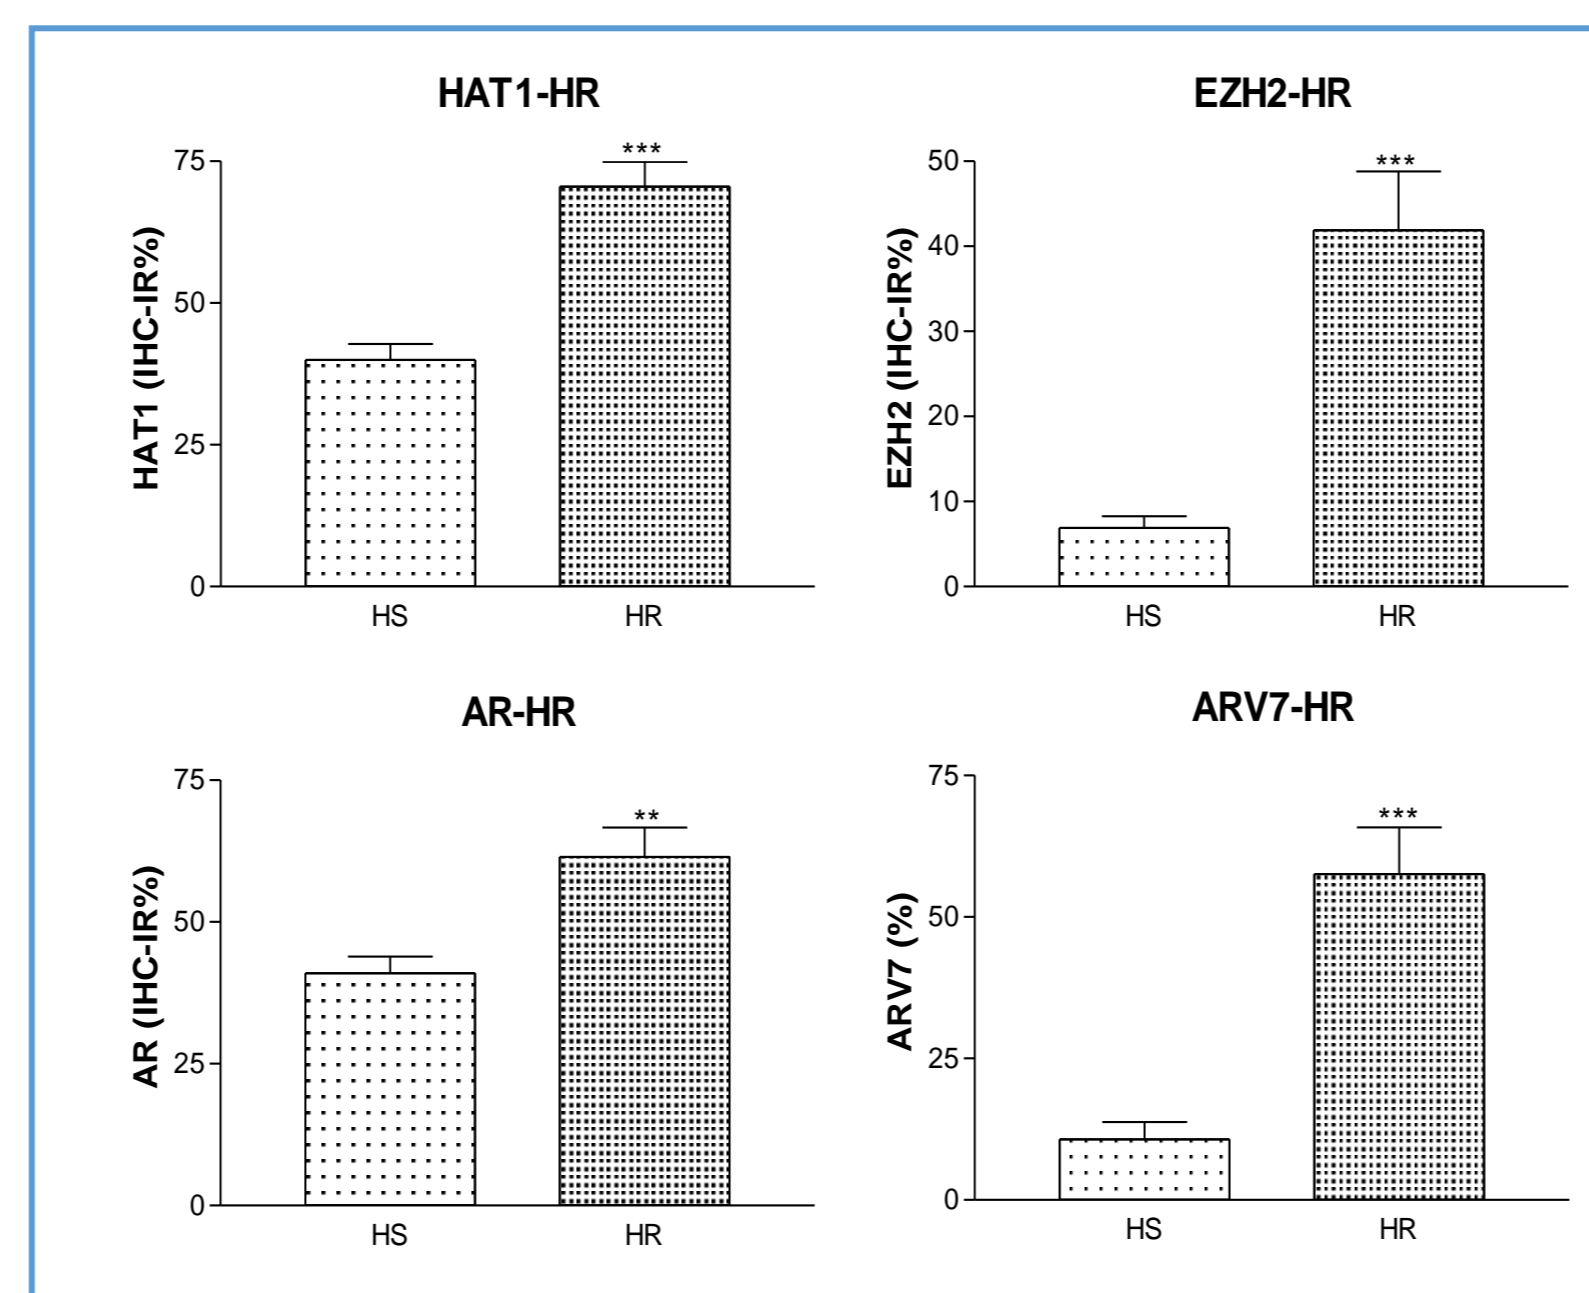 HAT1-HR
***
75
50
25
0
HAT1 (IHC-IR%)
HS
HR
EZH2-HR
***
50
40
30
20
10
0
EZH2 (IHC-IR%)
HS
HR
AR-HR
**
75
50
25
0
AR (IHC-IR%)
HS
HR
ARV7-HR
***
75
50
25
0
ARV7 (%)
HS
HR